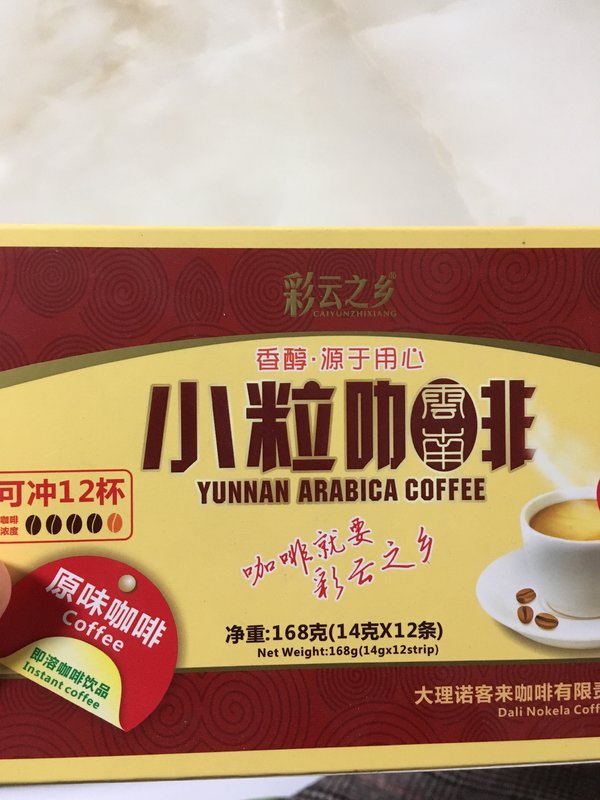 彩云之乡®
CAIYUNZHIXIANG
香醇·源于用心
小粒咖雲南啡
YUNNAN ARABICA COFFEE
可冲12杯
咖啡
浓度
咖啡就要
彩云之乡
原味咖啡
Coffee
即溶咖啡饮品
Instant coffee
净重:168克(14克X12条)
Net Weight:168g(14gx12strip)
大理诺客来咖啡有限责
Dali Nokela Coff